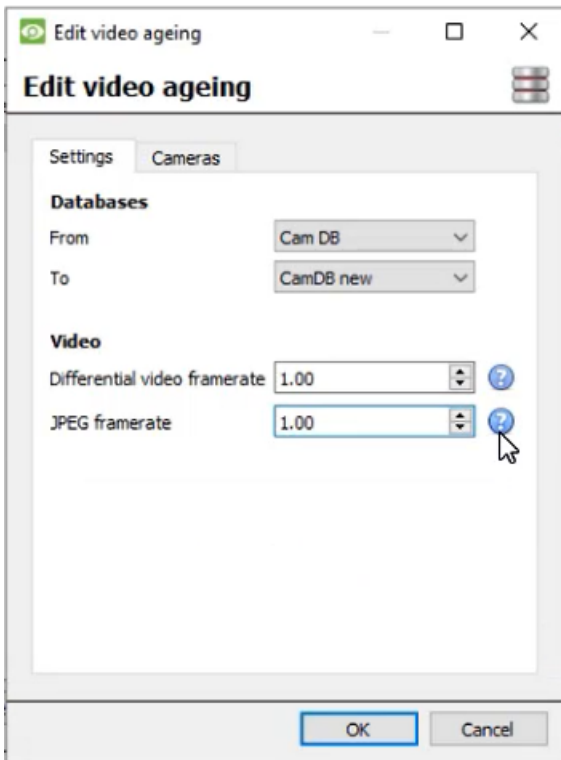 Edit video ageing
Edit video ageing
Settings Cameras
Databases
From Cam DB
To CamDB new
Video
Differential video framerate 1.00 ?
JPEG framerate 1.00 ?
OK Cancel